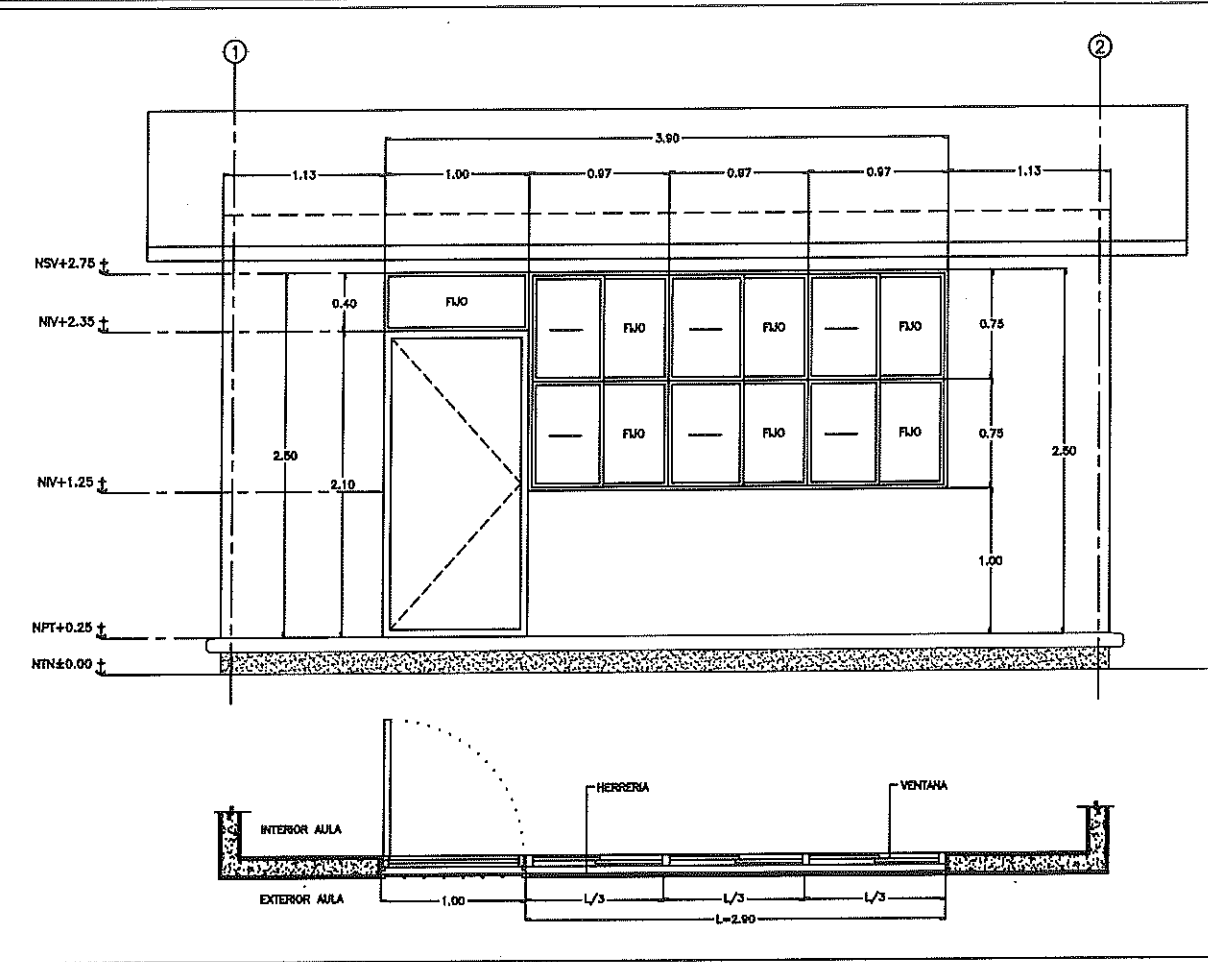 1
2
3.90
1.13
1.00
0.97
0.97
0.97
1.13
NSV+2.75
NIV+2.35
NIV+1.25
NPT+0.25
NTN±0.00
0.40
2.50
2.10
FIJO
FIJO
FIJO
FIJO
FIJO
FIJO
FIJO
0.75
0.75
2.50
1.00
HERRERIA
VENTANA
INTERIOR AULA
EXTERIOR AULA
1.00
L/3
L/3
L/3
L=2.90